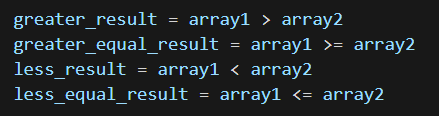 greater_result = array1 > array2
greater_equal_result = array1 >= array2
less_result = array1 < array2
less_equal_result = array1 <= array2